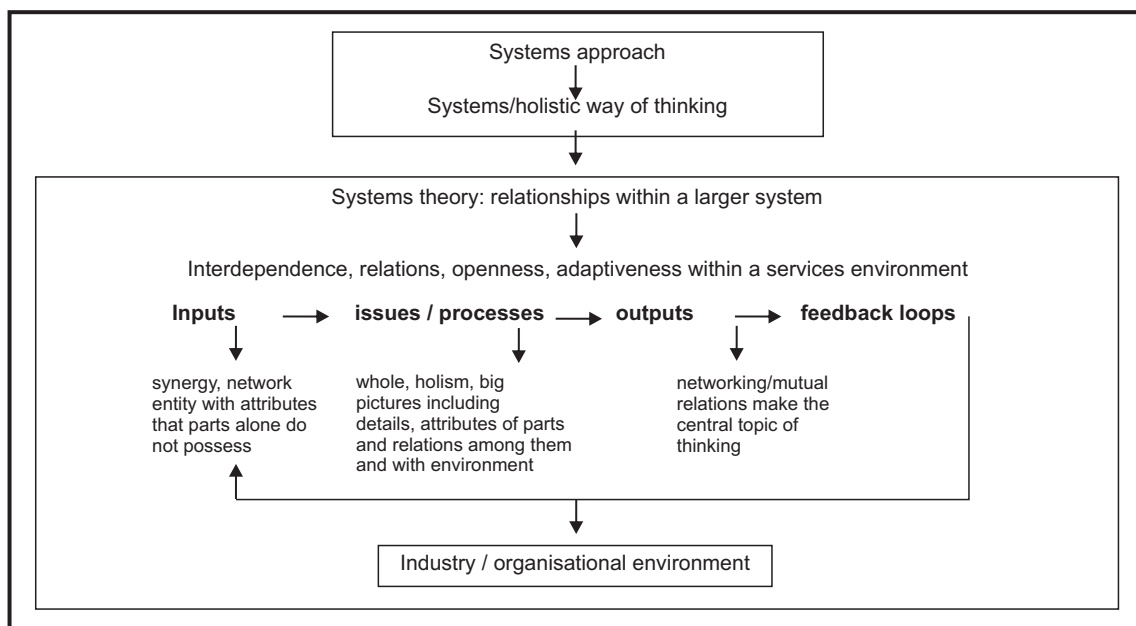 Systems approach
Systems/holistic way of thinking
Systems theory: relationships within a larger system
Interdependence, relations, openness, adaptiveness within a services environment
Inputs
issues / processes
outputs
feedback loops
synergy, network
entity with attributes
that parts alone do
not possess
whole, holism, big
pictures including
details, attributes of parts
and relations among them
and with environment
networking/mutual
relations make the
central topic of
thinking
Industry / organisational environment